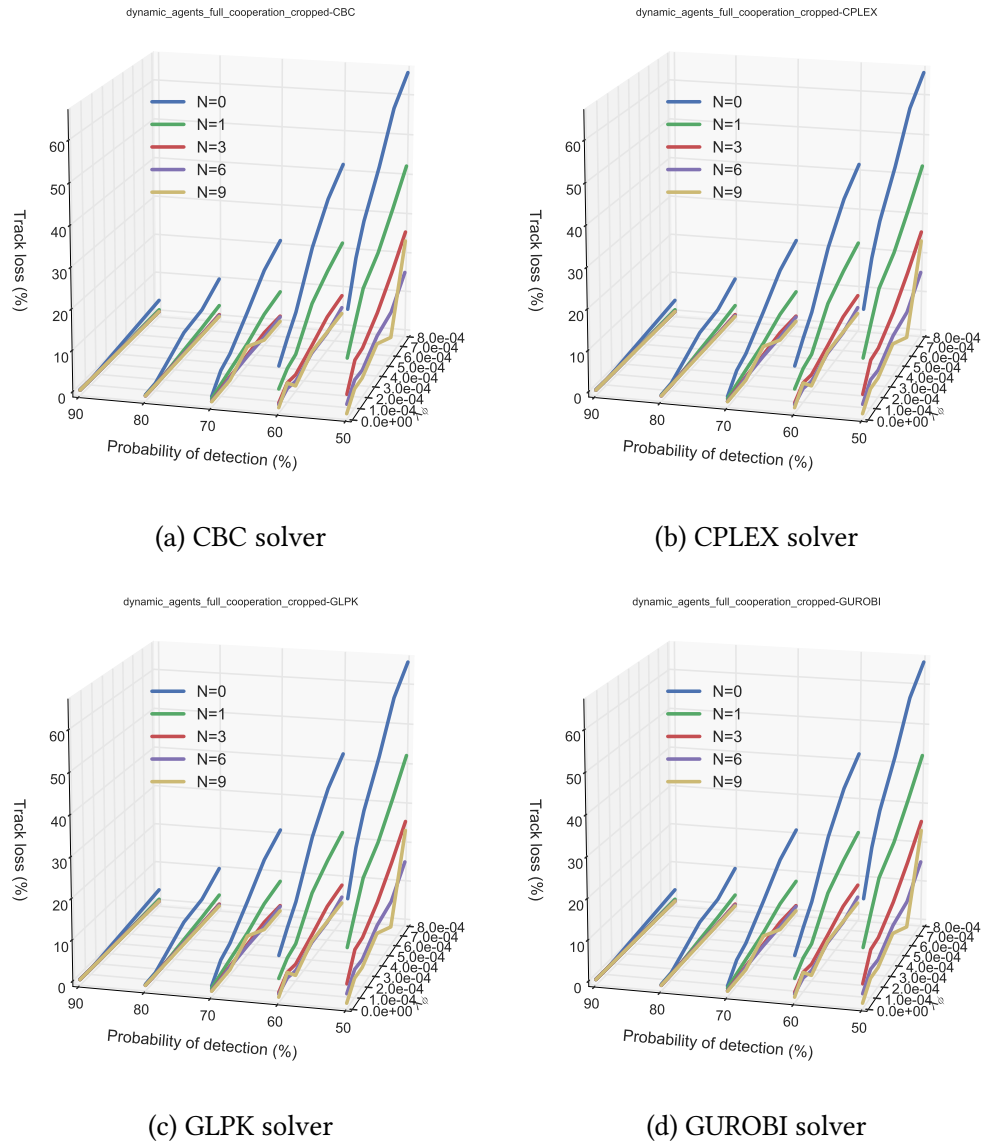 dynamic_agents_full_cooperation_cropped-CBC
N=0
N=1
N=3
N=6
N=9
60
50
40
30
20
10
0
Track loss (%)
90
80
70
60
50
Probability of detection (%)
8.0e-04
7.0e-04
6.0e-04
5.0e-04
4.0e-04
3.0e-04
2.0e-04
1.0e-04
0.0e+00
(a) CBC solver
dynamic_agents_full_cooperation_cropped-CPLEX
N=0
N=1
N=3
N=6
N=9
60
50
40
30
20
10
0
Track loss (%)
90
80
70
60
50
Probability of detection (%)
8.0e-04
7.0e-04
6.0e-04
5.0e-04
4.0e-04
3.0e-04
2.0e-04
1.0e-04
0.0e+00
(b) CPLEX solver
dynamic_agents_full_cooperation_cropped-GLPK
N=0
N=1
N=3
N=6
N=9
60
50
40
30
20
10
0
Track loss (%)
90
80
70
60
50
Probability of detection (%)
8.0e-04
7.0e-04
6.0e-04
5.0e-04
4.0e-04
3.0e-04
2.0e-04
1.0e-04
0.0e+00
(c) GLPK solver
dynamic_agents_full_cooperation_cropped-GUROBI
N=0
N=1
N=3
N=6
N=9
60
50
40
30
20
10
0
Track loss (%)
90
80
70
60
50
Probability of detection (%)
8.0e-04
7.0e-04
6.0e-04
5.0e-04
4.0e-04
3.0e-04
2.0e-04
1.0e-04
0.0e+00
(d) GUROBI solver